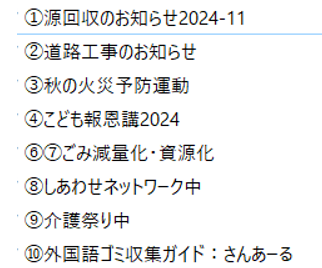 ①源回収のお知らせ2024-11
②道路工事のお知らせ
③秋の火災予防運動
④こども報恩講2024
⑥⑦ごみ減量化・資源化
⑧しあわせネットワーク中
⑨介護祭り中
⑩外国語ゴミ収集ガイド：さんあーる